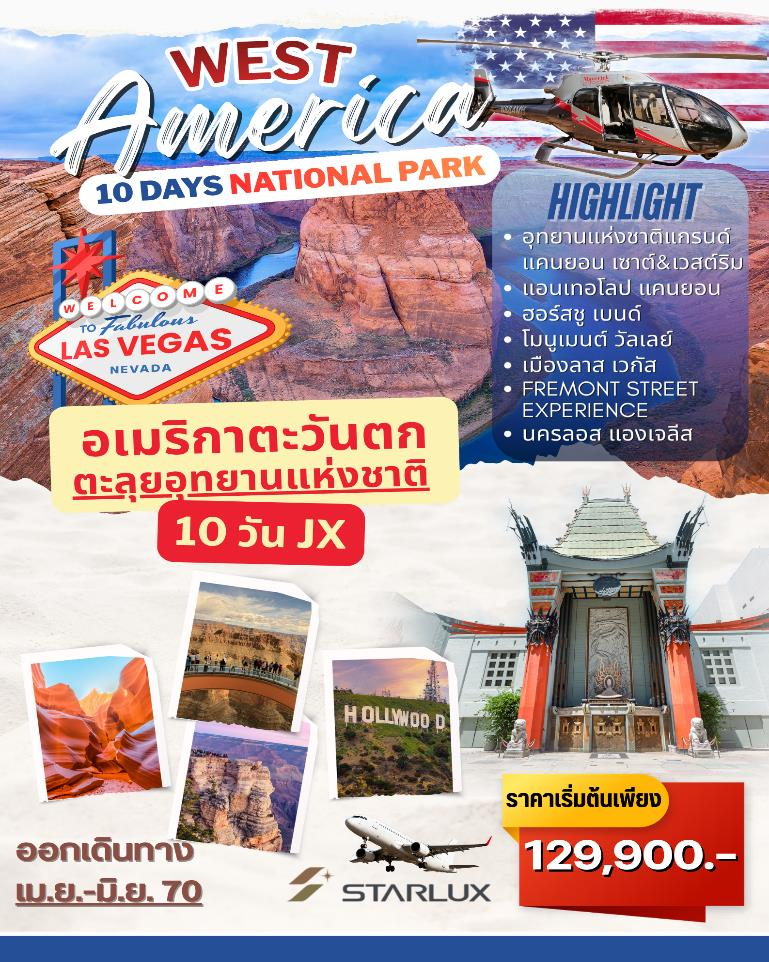 WEST
America
10 DAYS NATIONAL PARK
Maverick
HIGHLIGHT
• อุทยานแห่งชาติแกรนด์
แคนยอน เซาต์&เวสต์ริม
• แอนเทอโลป แคนยอน
• ฮอร์สชู เบนด์
• โมนูเมนต์ วัลเลย์
• เมืองลาส เวกัส
• FREMONT STREET
EXPERIENCE
• นครลอส แองเจลีส
WELCOME
TO Fabulous
LAS VEGAS
NEVADA
อเมริกาตะวันตก
ตะลุยอุทยานแห่งชาติ
10 วัน JX
HOLLYWOOD
ราคาเริ่มต้นเพียง
129,900.-
ออกเดินทาง
เม.ย.-มิ.ย. 70
STARLUX